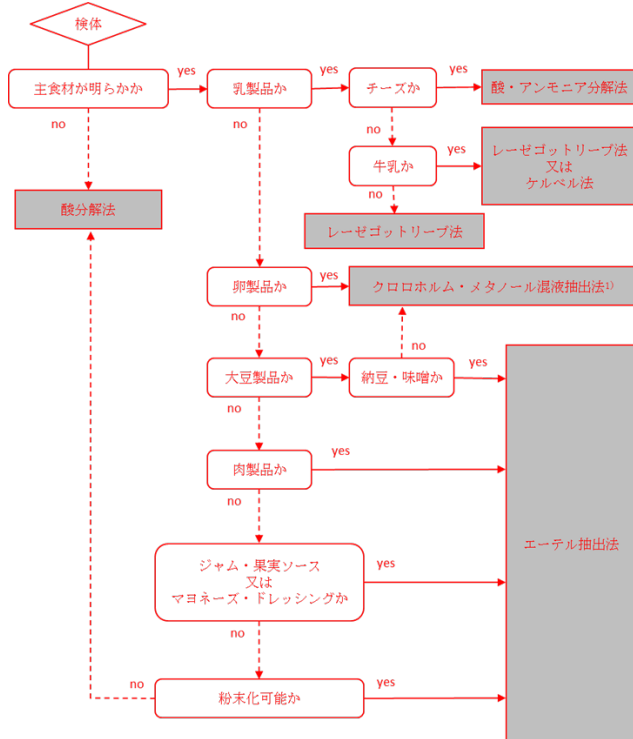 検体
主食材が明らかか
yes
乳製品か
yes
チーズか
yes
酸・アンモニア分解法
no
no
no
牛乳か
yes
レーゼゴットリーブ法
又は
ケルベル法
no
酸分解法
レーゼゴットリーブ法
卵製品か
yes
クロロホルム・メタノール混液抽出法1)
no
no
大豆製品か
yes
納豆・味噌か
yes
no
肉製品か
yes
no
エーテル抽出法
ジャム・果実ソース
又は
マヨネーズ・ドレッシングか
yes
no
no
粉末化可能か
yes